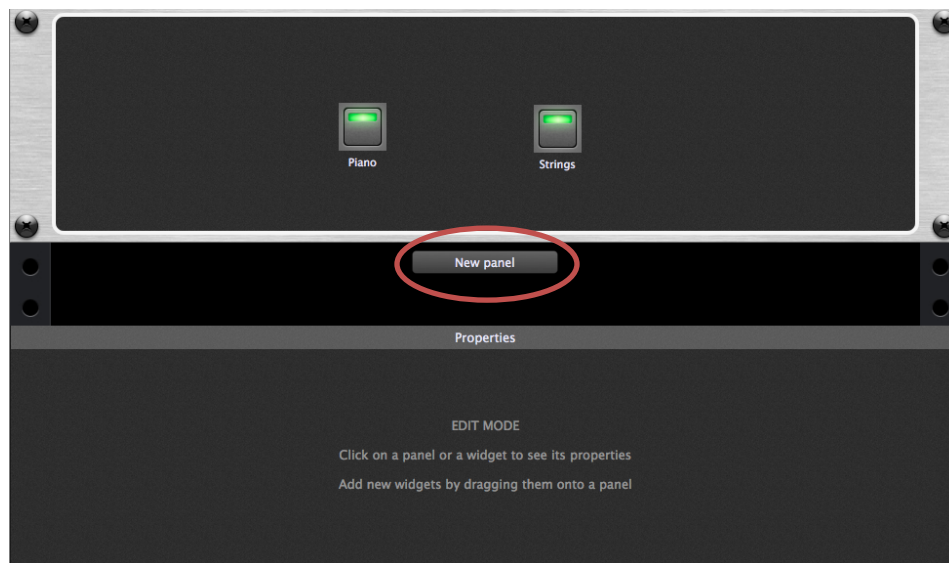 Piano
Strings
New panel
Properties
EDIT MODE
Click on a panel or a widget to see its properties
Add new widgets by dragging them onto a panel